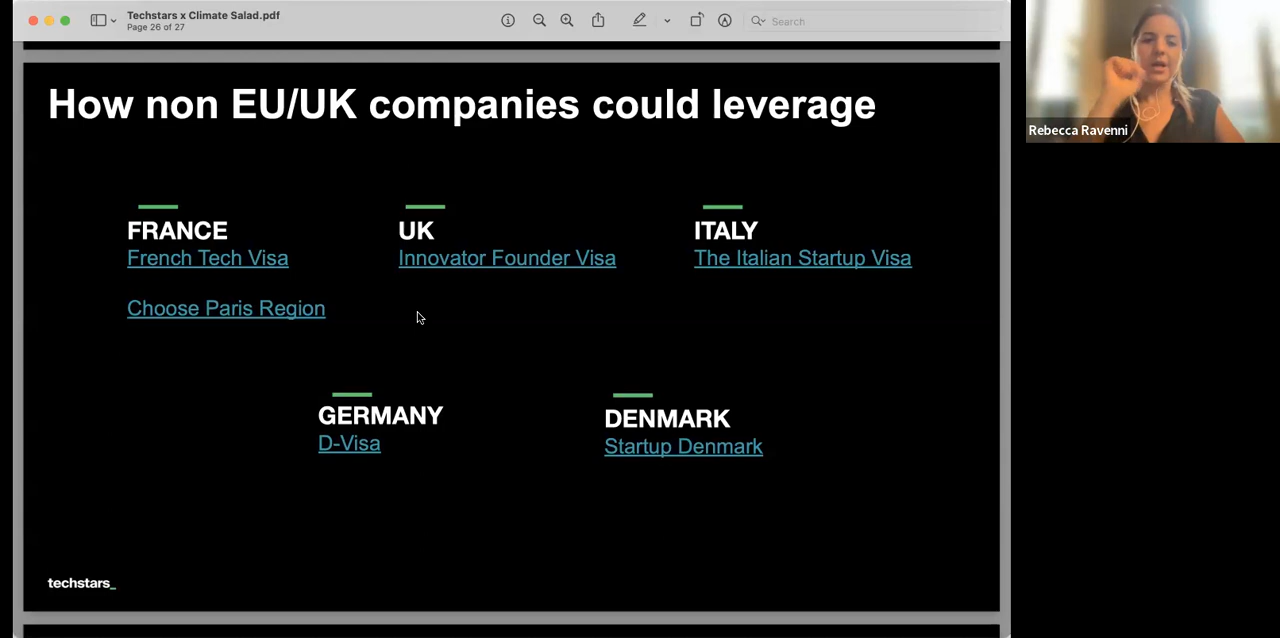 Techstars x Climate Salad.pdf
Page 26 of 27
Search
Rebecca Ravenni
How non EU/UK companies could leverage
FRANCE
French Tech Visa
Choose Paris Region
UK
Innovator Founder Visa
ITALY
The Italian Startup Visa
GERMANY
D-Visa
DENMARK
Startup Denmark
techstars_